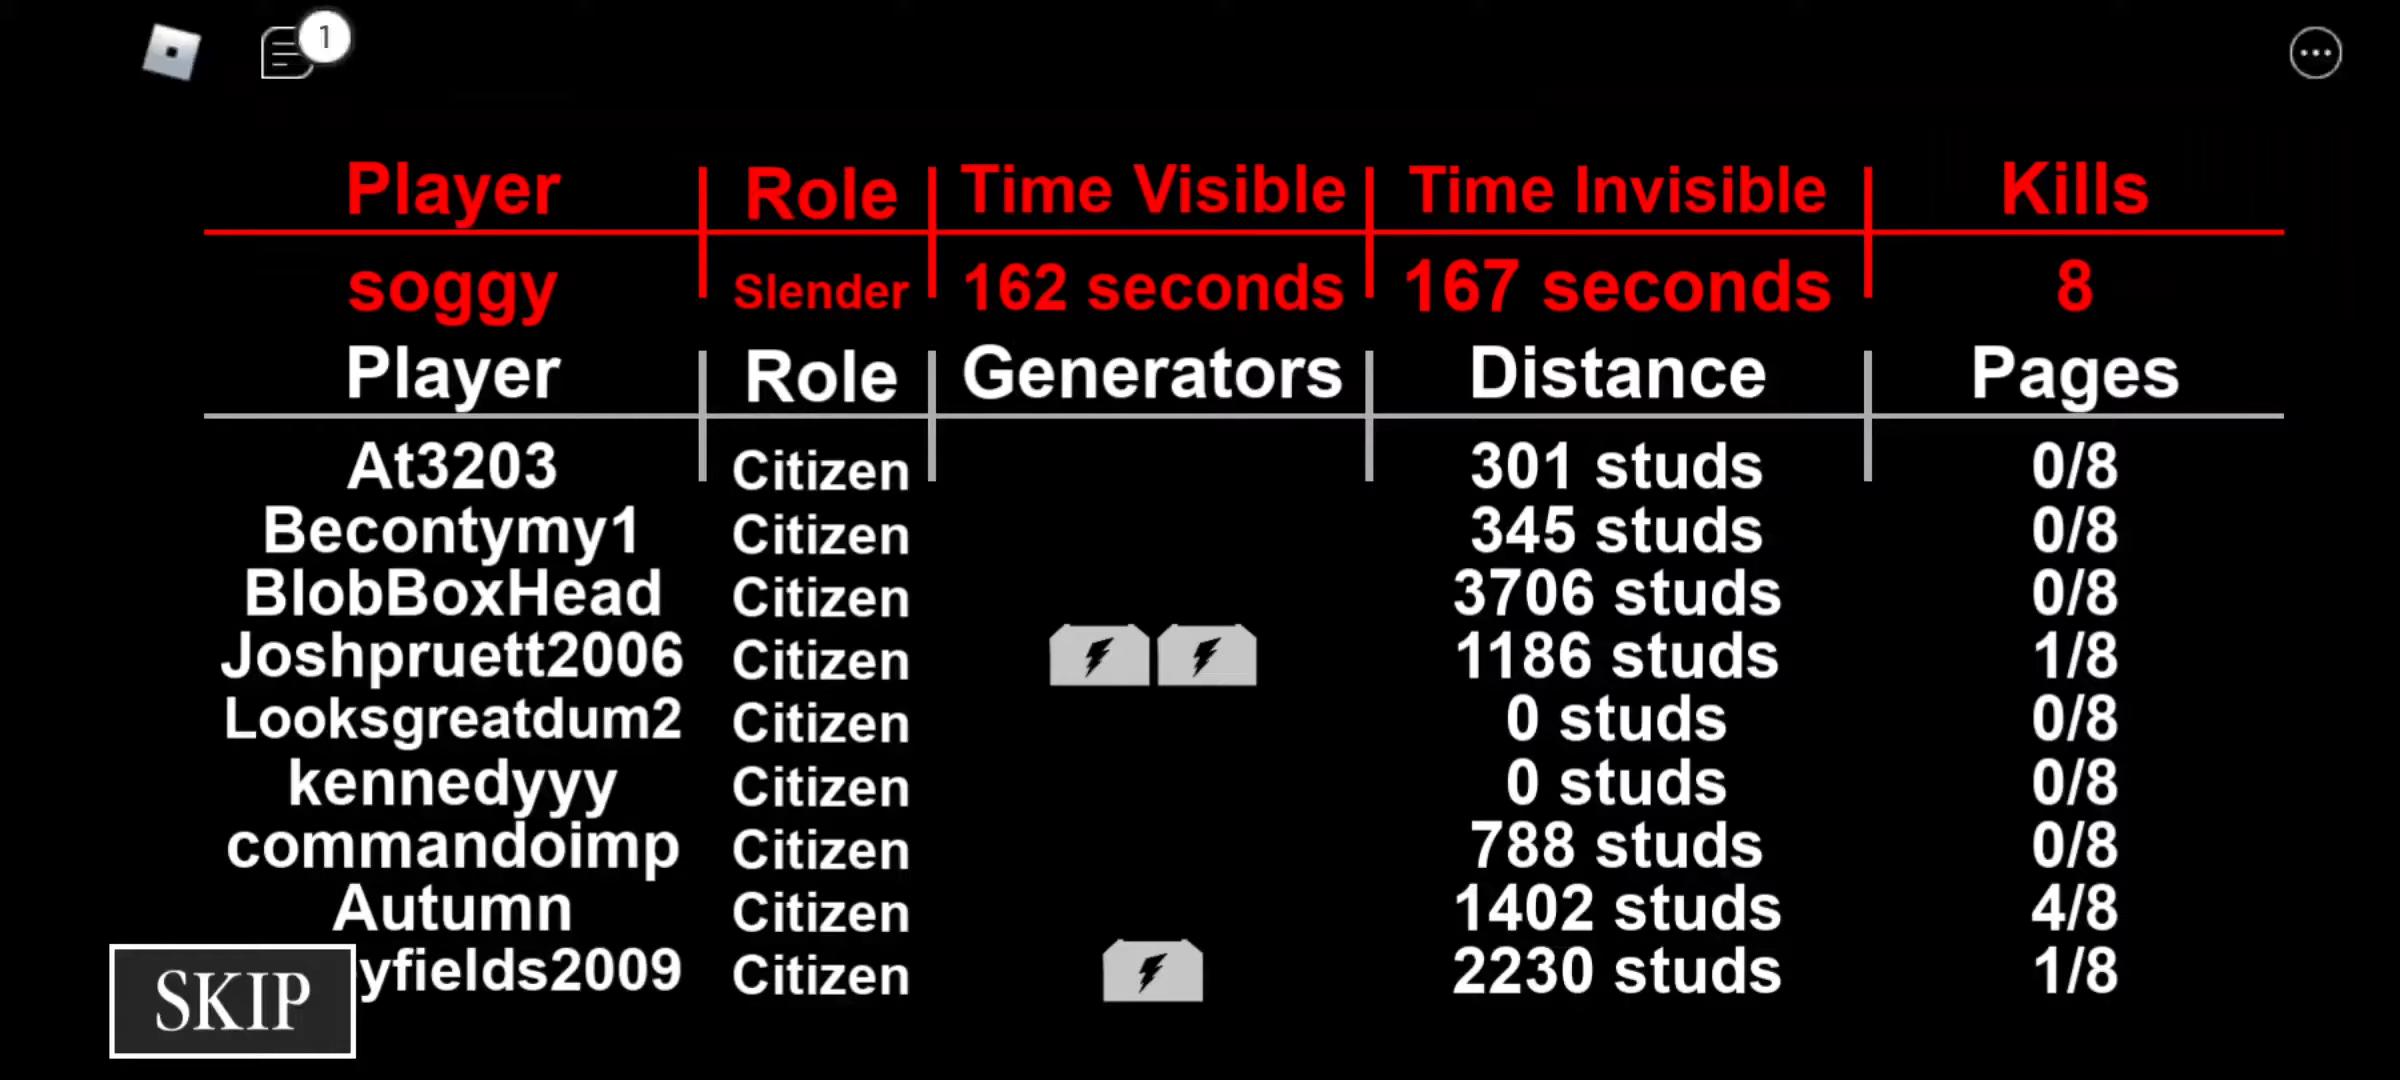 1
Player Role Time Visible Time Invisible Kills
soggy Slender 162 seconds 167 seconds 8
Player Role Generators Distance Pages
At3203 Citizen 301 studs 0/8
Becontymy1 Citizen 345 studs 0/8
BlobBoxHead Citizen 3706 studs 0/8
Joshpruett2006 Citizen 1186 studs 1/8
Looksgreatdum2 Citizen 0 studs 0/8
kennedyyy Citizen 0 studs 0/8
commandoimp Citizen 788 studs 0/8
Autumn Citizen 1402 studs 4/8
yfields2009 Citizen 2230 studs 1/8
SKIP